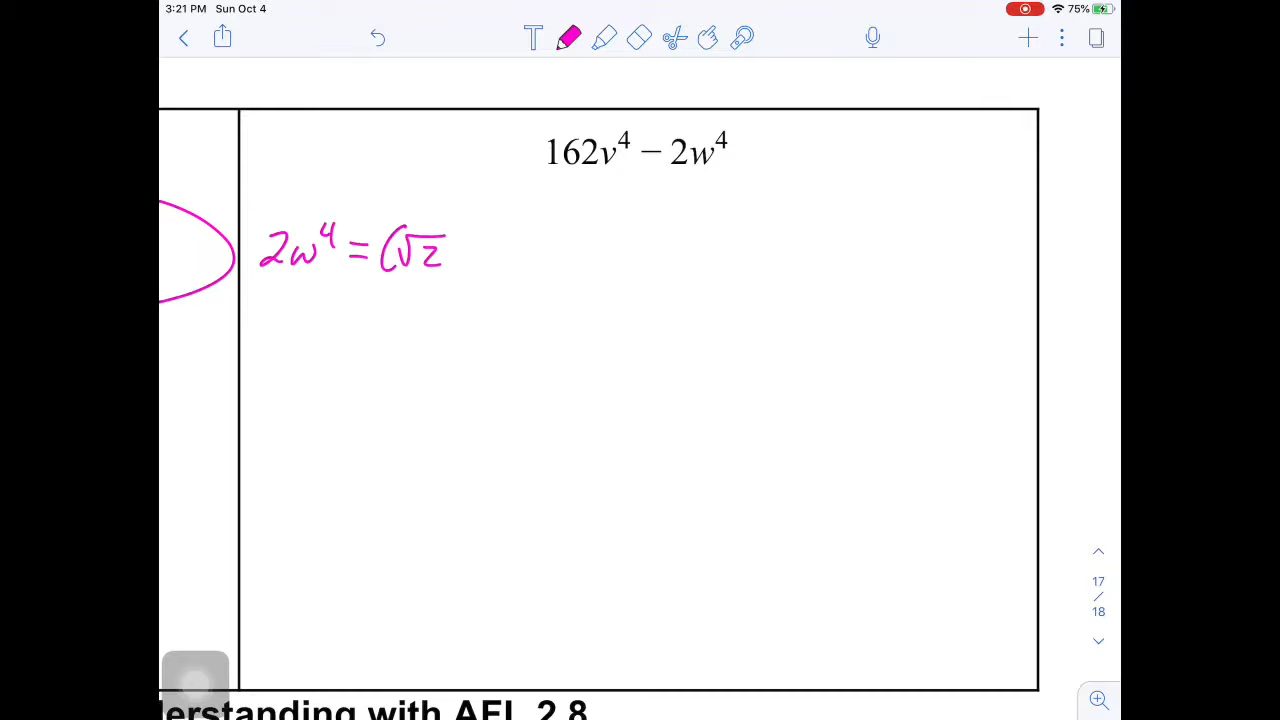 3:21 PM Sun Oct 4
75%
T
162v⁴ − 2w⁴
2w⁴ = (√2
17
/
18
erstanding with AFL 2.8